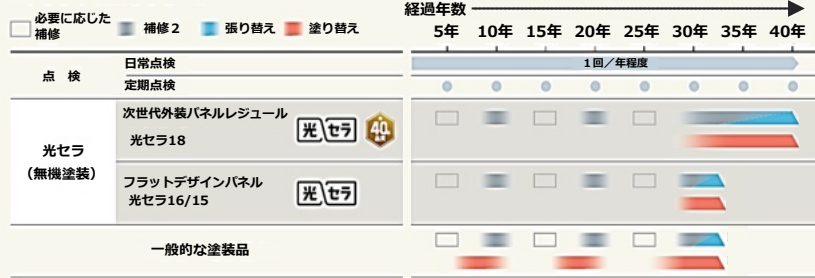 必要に応じた
補修
補修2
張り替え
塗り替え
経過年数
5年 10年 15年 20年 25年 30年 35年 40年
点 検
日常点検
1回/年程度
定期点検
光セラ
(無機塗装)
次世代外装パネルレジュール
光セラ18
光セラ
40
フラットデザインパネル
光セラ16/15
光セラ
一般的な塗装品